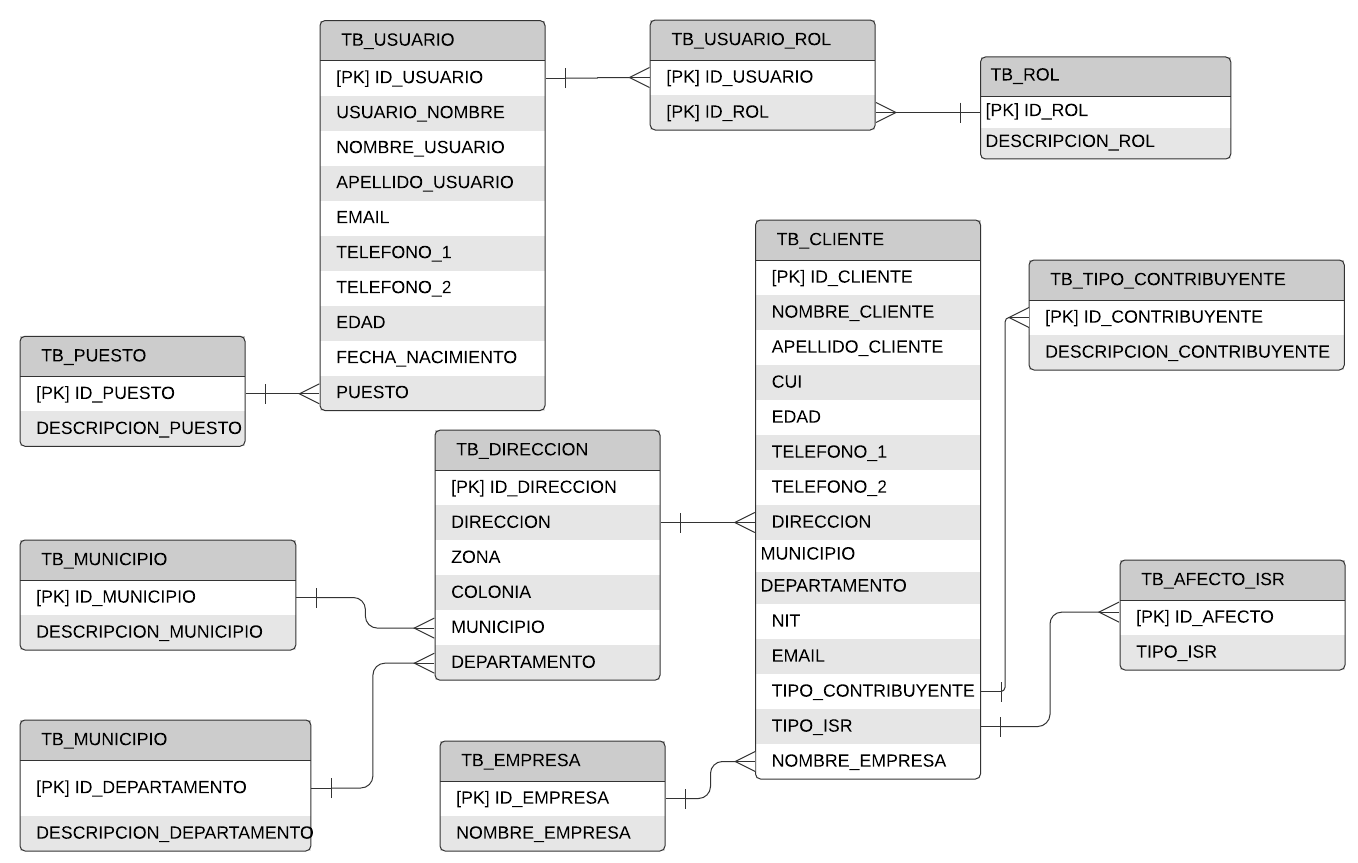 TB_USUARIO
[PK] ID_USUARIO
USUARIO_NOMBRE
NOMBRE_USUARIO
APELLIDO_USUARIO
EMAIL
TELEFONO_1
TELEFONO_2
EDAD
FECHA_NACIMIENTO
PUESTO
TB_USUARIO_ROL
[PK] ID_USUARIO
[PK] ID_ROL
TB_ROL
[PK] ID_ROL
DESCRIPCION_ROL
TB_CLIENTE
[PK] ID_CLIENTE
NOMBRE_CLIENTE
APELLIDO_CLIENTE
CUI
EDAD
TELEFONO_1
TELEFONO_2
DIRECCION
MUNICIPIO
DEPARTAMENTO
NIT
EMAIL
TIPO_CONTRIBUYENTE
TIPO_ISR
NOMBRE_EMPRESA
TB_TIPO_CONTRIBUYENTE
[PK] ID_CONTRIBUYENTE
DESCRIPCION_CONTRIBUYENTE
TB_PUESTO
[PK] ID_PUESTO
DESCRIPCION_PUESTO
TB_DIRECCION
[PK] ID_DIRECCION
DIRECCION
ZONA
COLONIA
MUNICIPIO
DEPARTAMENTO
TB_MUNICIPIO
[PK] ID_MUNICIPIO
DESCRIPCION_MUNICIPIO
TB_AFECTO_ISR
[PK] ID_AFECTO
TIPO_ISR
TB_MUNICIPIO
[PK] ID_DEPARTAMENTO
DESCRIPCION_DEPARTAMENTO
TB_EMPRESA
[PK] ID_EMPRESA
NOMBRE_EMPRESA